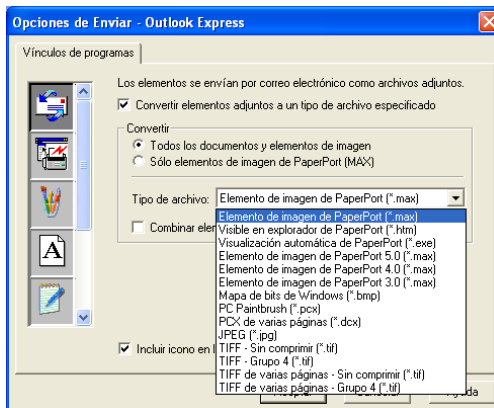 Opciones de Enviar - Outlook Express
Vínculos de programas
Los elementos se envían por correo electrónico como archivos adjuntos.
Convertir elementos adjuntos a un tipo de archivo especificado
Convertir
Todos los documentos y elementos de imagen
Sólo elementos de imagen de PaperPort (MAX)
Tipo de archivo: Elemento de imagen de PaperPort (*.max)
Combinar
Elemento de imagen de PaperPort (*.max)
Visible en explorador de PaperPort (*.htm)
Visualización automática de PaperPort (*.exe)
Elemento de imagen de PaperPort 5.0 (*.max)
Elemento de imagen de PaperPort 4.0 (*.max)
Elemento de imagen de PaperPort 3.0 (*.max)
Mapa de bits de Windows (*.bmp)
PC Paintbrush (*.pcx)
PCX de varias páginas (*.dcx)
JPEG (*.jpg)
TIFF - Sin comprimir (*.tif)
TIFF - Grupo 4 (*.tif)
TIFF de varias páginas - Sin comprimir (*.tif)
TIFF de varias páginas - Grupo 4 (*.tif)
Incluir icono en
A